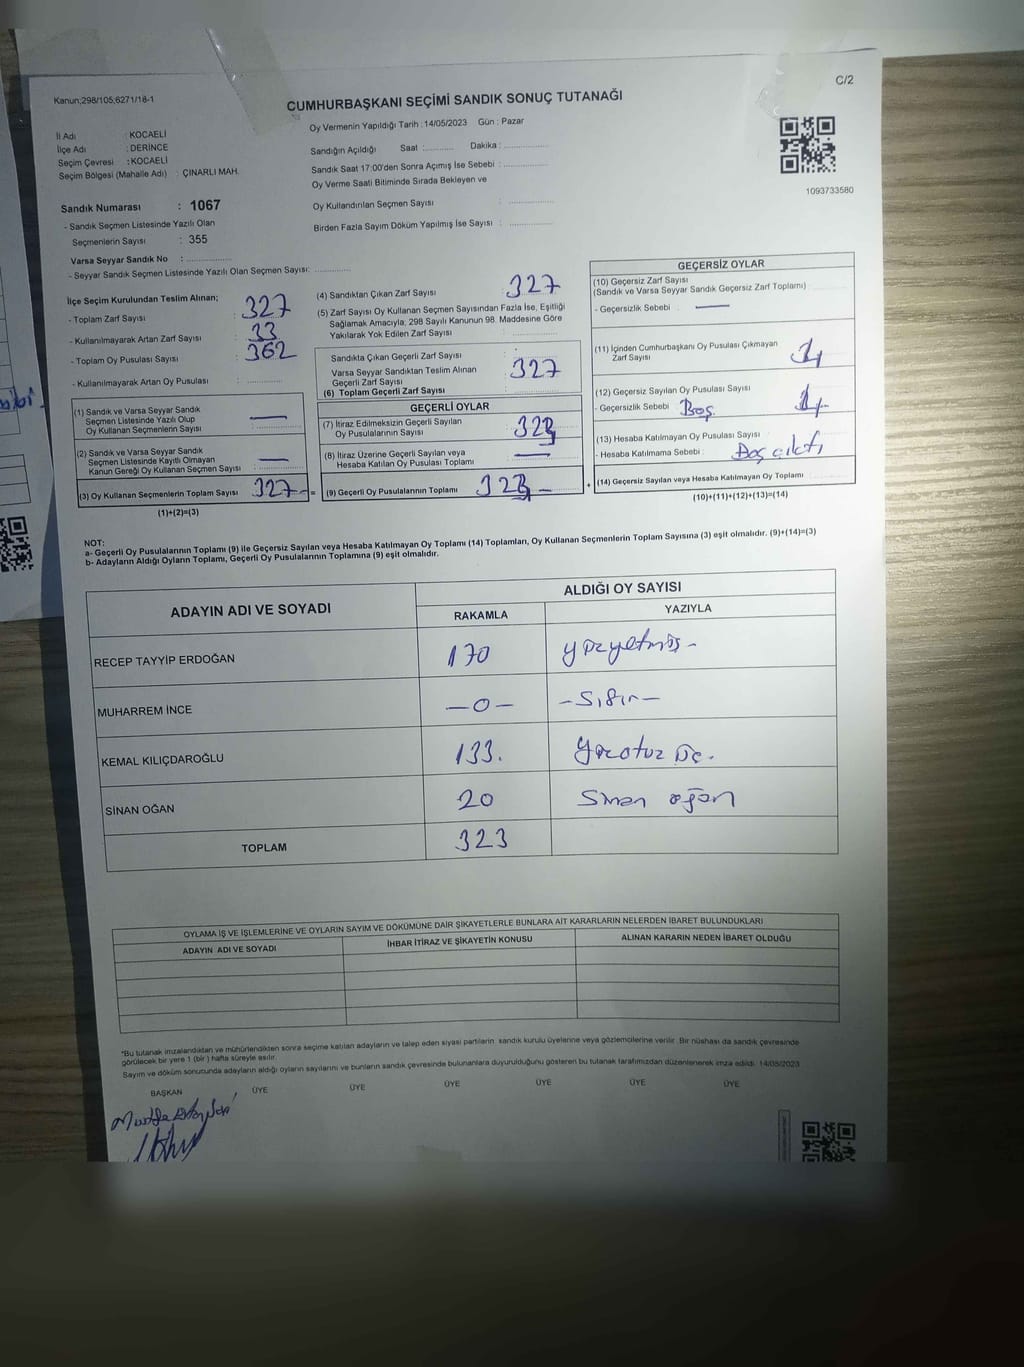 C/2
Kanun;298/105;6271/18-1
CUMHURBAŞKANI SEÇİMİ SANDIK SONUÇ TUTANAĞI
Oy Vermenin Yapıldığı Tarih : 14/05/2023 Gün : Pazar
İl Adı : KOCAELİ
İlçe Adı : DERİNCE
Seçim Çevresi : KOCAELİ
Seçim Bölgesi (Mahalle Adı) : ÇINARLI MAH.
Sandığın Açıldığı Saat :........... Dakika : ................
Sandık Saat 17:00'den Sonra Açımış İse Sebebi : ...............
Oy Verme Saati Bitiminde Sırada Bekleyen ve
Oy Kullandırılan Seçmen Sayısı : ...............
Birden Fazla Sayım Döküm Yapılmış İse Sayısı : ...............
1093733580
Sandık Numarası : 1067
- Sandık Seçmen Listesinde Yazılı Olan
Seçmenlerin Sayısı : 355
Varsa Seyyar Sandık No : ...............
- Seyyar Sandık Seçmen Listesinde Yazılı Olan Seçmen Sayısı: ............
İlçe Seçim Kurulundan Teslim Alınan;
- Toplam Zarf Sayısı : 327
- Kullanılmayarak Artan Zarf Sayısı : 33
- Toplam Oy Pusulası Sayısı : 362
- Kullanılmayarak Artan Oy Pusulası : ............
(1) Sandık ve Varsa Seyyar Sandık
Seçmen Listesinde Yazılı Olup
Oy Kullanan Seçmenlerin Sayısı : —
(2) Sandık ve Varsa Seyyar Sandık
Seçmen Listesinde Kayıtlı Olmayan
Kanun Gereği Oy Kullanan Seçmen Sayısı : —
(3) Oy Kullanan Seçmenlerin Toplam Sayısı 327 =
(1)+(2)=(3)
(4) Sandıktan Çıkan Zarf Sayısı : 327
(5) Zarf Sayısı Oy Kullanan Seçmen Sayısından Fazla İse, Eşitliği
Sağlamak Amacıyla, 298 Sayılı Kanunun 98. Maddesine Göre
Yakılarak Yok Edilen Zarf Sayısı :
Sandıkta Çıkan Geçerli Zarf Sayısı :
Varsa Seyyar Sandıktan Teslim Alınan
Geçerli Zarf Sayısı : 327
(6) Toplam Geçerli Zarf Sayısı :
GEÇERLİ OYLAR
(7) İtiraz Edilmeksizin Geçerli Sayılan
Oy Pusulalarının Sayısı : 323
(8) İtiraz Üzerine Geçerli Sayılan veya
Hesaba Katılan Oy Pusulası Toplamı : —
(9) Geçerli Oy Pusulalarının Toplamı 323 +
GEÇERSİZ OYLAR
(10) Geçersiz Zarf Sayısı
(Sandık ve Varsa Seyyar Sandık Geçersiz Zarf Toplamı)
- Geçersizlik Sebebi : —
(11) İçinden Cumhurbaşkanı Oy Pusulası Çıkmayan
Zarf Sayısı
(12) Geçersiz Sayılan Oy Pusulası Sayısı
- Geçersizlik Sebebi : Boş
(13) Hesaba Katılmayan Oy Pusulası Sayısı
- Hesaba Katılmama Sebebi : Boş çıktı
(14) Geçersiz Sayılan veya Hesaba Katılmayan Oy Toplamı
(10)+(11)+(12)+(13)=(14)
NOT:
a- Geçerli Oy Pusulalarının Toplamı (9) ile Geçersiz Sayılan veya Hesaba Katılmayan Oy Toplamı (14) Toplamları, Oy Kullanan Seçmenlerin Toplam Sayısına (3) eşit olmalıdır. (9)+(14)=(3)
b- Adayların Aldığı Oyların Toplamı, Geçerli Oy Pusulalarının Toplamına (9) eşit olmalıdır.
ADAYIN ADI VE SOYADI
ALDIĞI OY SAYISI
RAKAMLA YAZIYLA
RECEP TAYYİP ERDOĞAN 170 yüzyetmiş-
MUHARREM İNCE —0— -Sıfır-
KEMAL KILIÇDAROĞLU 133. yüzotuz üç.
SİNAN OĞAN 20 Sinan oğan
TOPLAM 323
OYLAMA İŞ VE İŞLEMLERİNE VE OYLARIN SAYIM VE DÖKÜMÜNE DAİR ŞİKAYETLERLE BUNLARA AİT KARARLARIN NELERDEN İBARET BULUNDUKLARI
ADAYIN ADI VE SOYADI İHBAR İTİRAZ VE ŞİKAYETİN KONUSU ALINAN KARARIN NEDEN İBARET OLDUĞU
*Bu tutanak imzalandıktan ve mühürlendikten sonra seçime katılan adayların ve talep eden siyasi partilerin sandık kurulu üyelerine veya gözlemcilerine verilir. Bir nüshası da sandık çevresinde
görülecek bir yere 1 (bir ) hafta süreyle asılır.
Sayım ve döküm sonucunda adayların aldığı oyların sayılarını ve bunların sandık çevresinde bulunanlara duyurulduğunu gösteren bu tutanak tarafımızdan düzenlenerek imza edildi. 14/05/2023
BAŞKAN ÜYE ÜYE ÜYE ÜYE ÜYE ÜYE